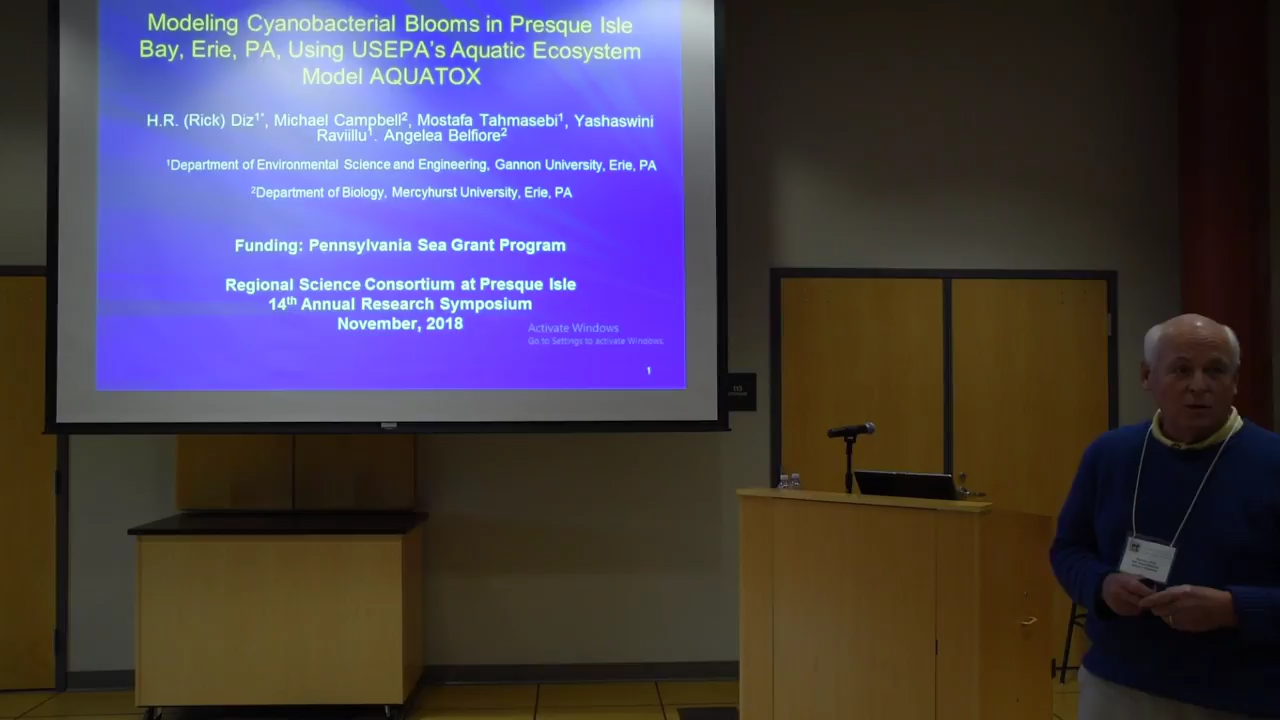 Modeling Cyanobacterial Blooms in Presque Isle
Bay, Erie, PA, Using USEPA's Aquatic Ecosystem
Model AQUATOX
H.R. (Rick) Diz¹*, Michael Campbell², Mostafa Tahmasebi¹, Yashaswini
Raviillu¹. Angelea Belfiore²
¹Department of Environmental Science and Engineering, Gannon University, Erie, PA
²Department of Biology, Mercyhurst University, Erie, PA
Funding: Pennsylvania Sea Grant Program
Regional Science Consortium at Presque Isle
14th Annual Research Symposium
November, 2018
Activate Windows
Go to Settings to activate Windows.
1